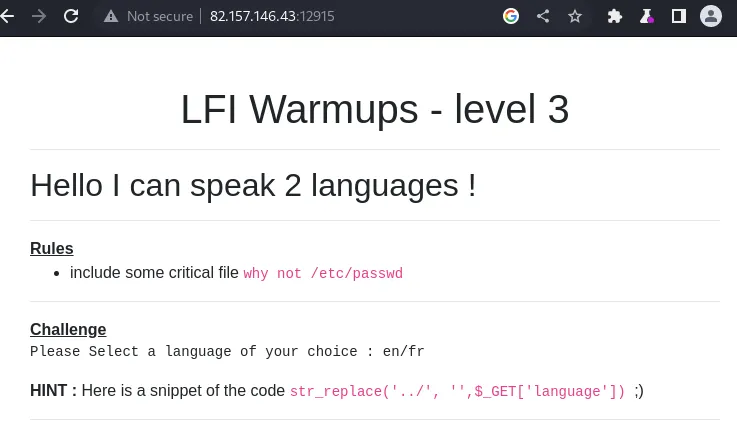 Not secure 82.157.146.43:12915
LFI Warmups - level 3
Hello I can speak 2 languages !
Rules
include some critical file why not /etc/passwd
Challenge
Please Select a language of your choice : en/fr
HINT : Here is a snippet of the code str_replace('../', '',$_GET['language']) ;)